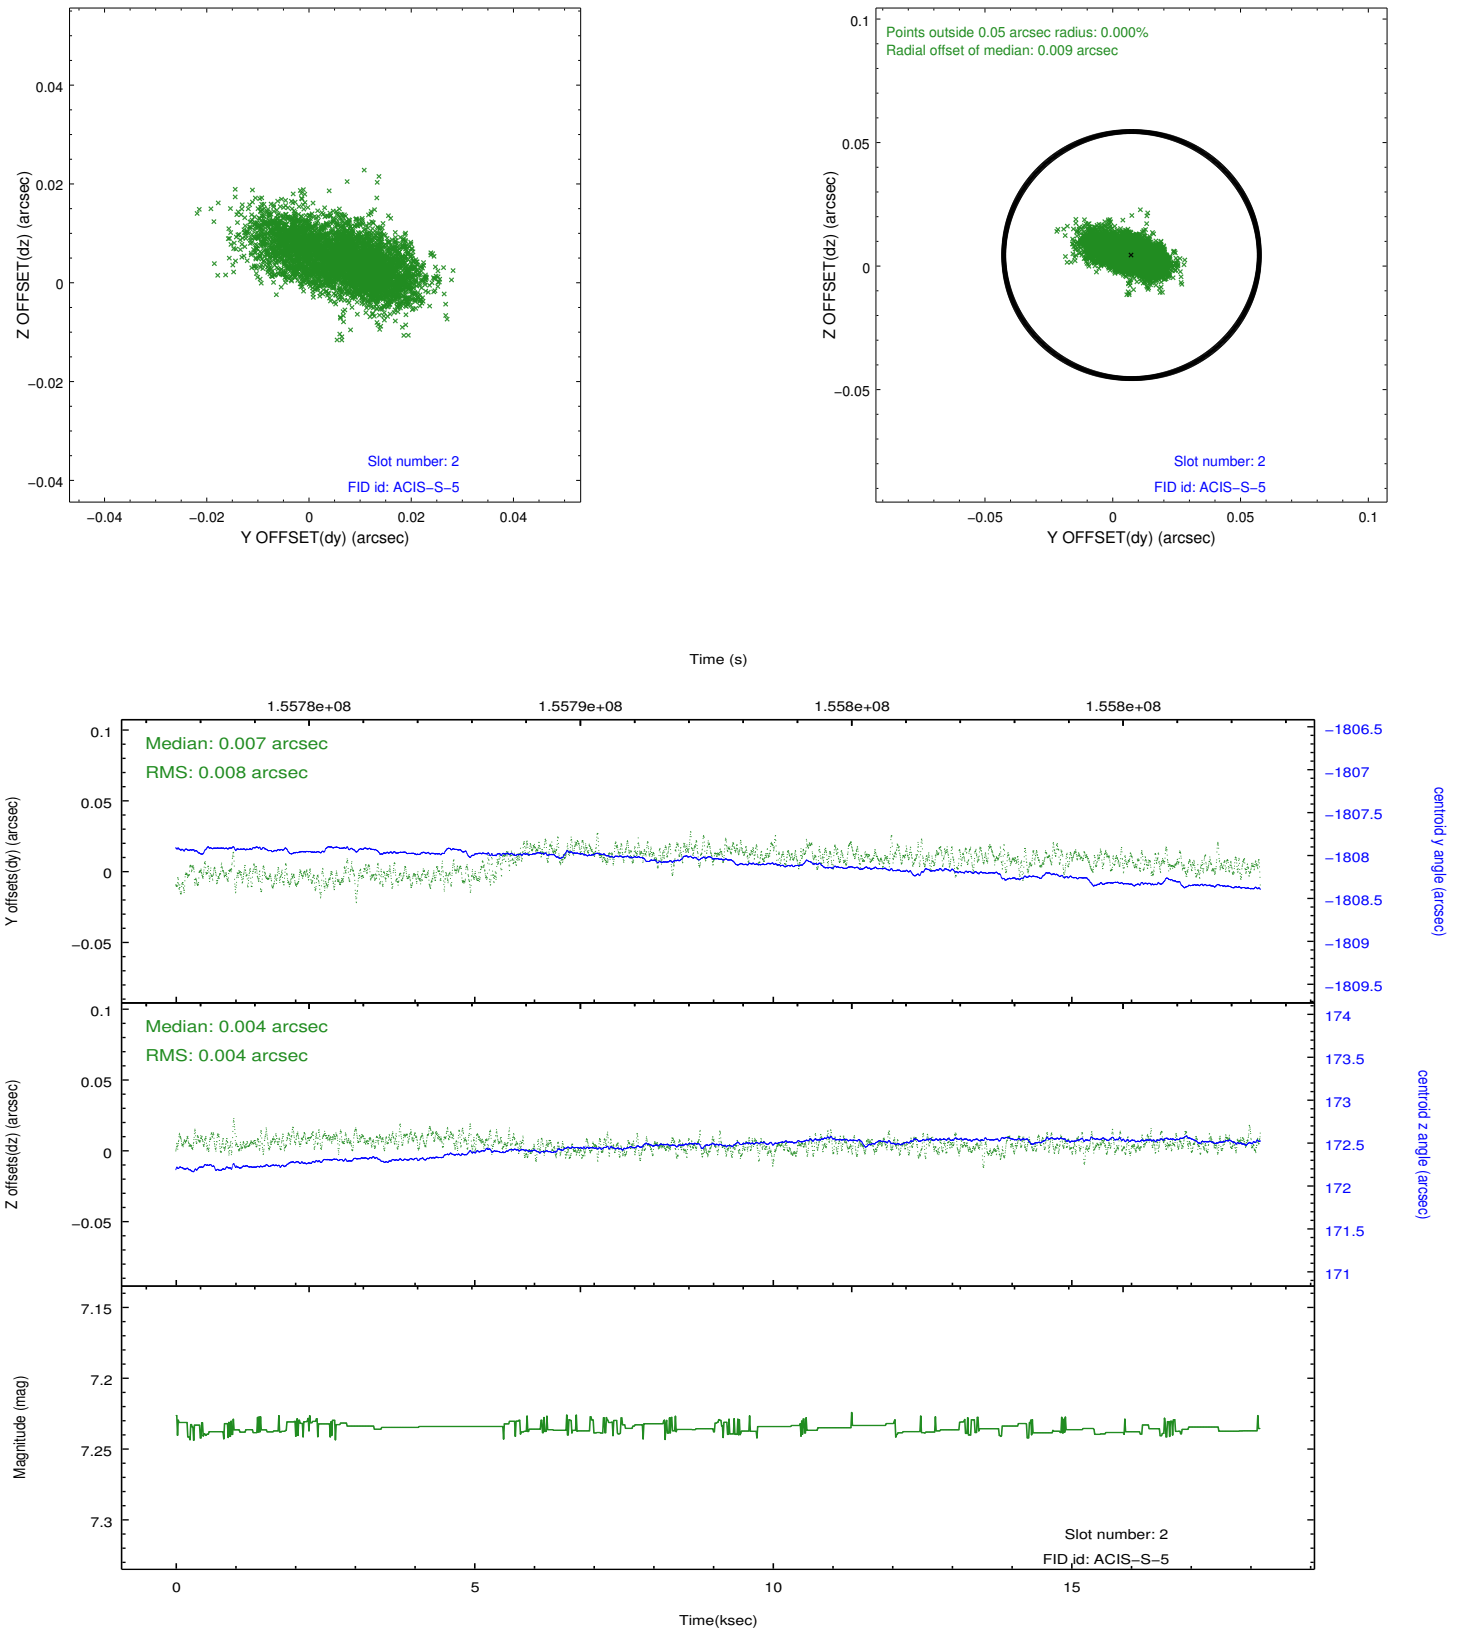 0.04
0.02
0
−0.02
−0.04
Z OFFSET(dz) (arcsec)
Slot number: 2
FID id: ACIS−S−5
−0.04
−0.02
0
0.02
0.04
Y OFFSET(dy) (arcsec)
0.1
0.05
0
−0.05
Z OFFSET(dz) (arcsec)
Points outside 0.05 arcsec radius: 0.000%
Radial offset of median: 0.009 arcsec
Slot number: 2
FID id: ACIS−S−5
−0.05
0
0.05
0.1
Y OFFSET(dy) (arcsec)
Time (s)
1.5578e+08
1.5579e+08
1.558e+08
1.558e+08
0.1
0.05
0
−0.05
Y offsets(dy) (arcsec)
Median: 0.007 arcsec
RMS: 0.008 arcsec
−1806.5
−1807
−1807.5
−1808
−1808.5
−1809
−1809.5
centroid y angle (arcsec)
0.1
0.05
0
−0.05
Z offsets(dz) (arcsec)
Median: 0.004 arcsec
RMS: 0.004 arcsec
174
173.5
173
172.5
172
171.5
171
centroid z angle (arcsec)
7.15
7.2
7.25
7.3
Magnitude (mag)
Slot number: 2
FID id: ACIS−S−5
0
5
10
15
Time(ksec)